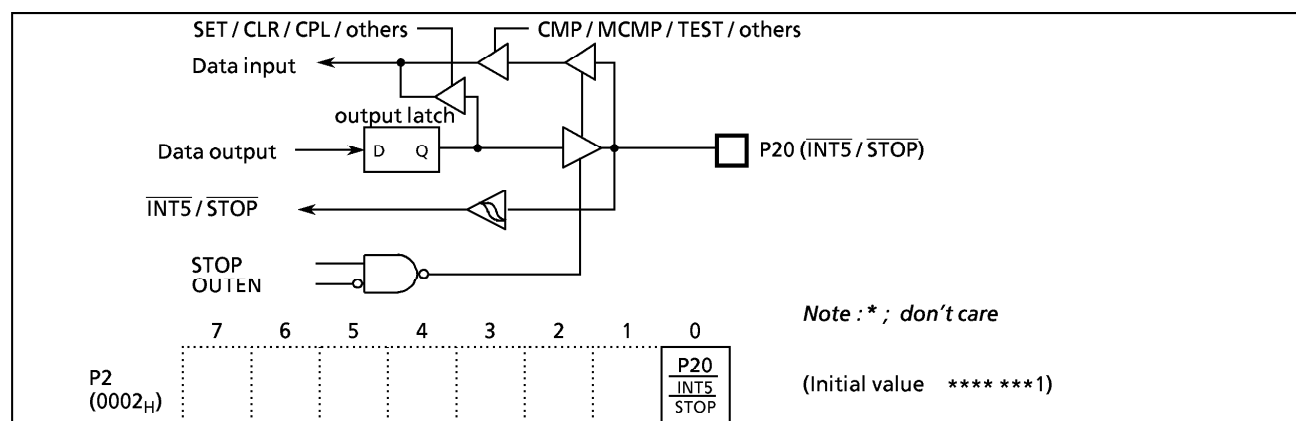 SET / CLR / CPL / others
CMP / MCMP / TEST / others
Data input
output latch
Data output
D Q
P20 (INT5 / STOP)
INT5 / STOP
STOP
OUTEN
Note : * ; don't care
7 6 5 4 3 2 1 0
P2
(0002H)
P20
INT5
STOP
(Initial value **** ***1)